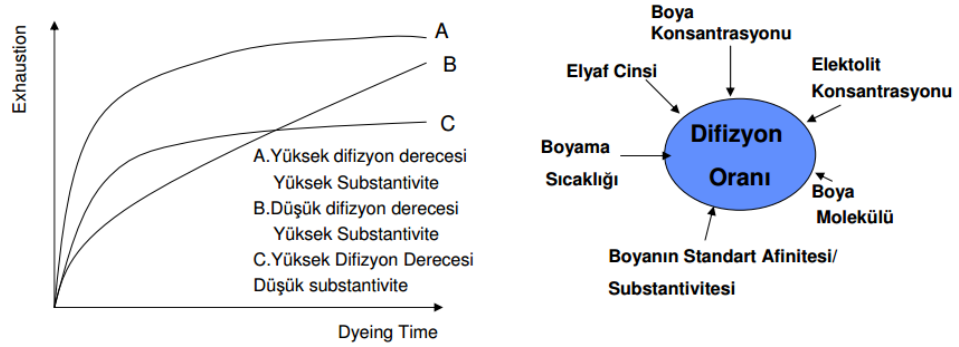 Exhaustion
A
B
C
A.Yüksek difizyon derecesi
Yüksek Substantivite
B.Düşük difizyon derecesi
Yüksek Substantivite
C.Yüksek Difizyon Derecesi
Düşük substantivite
Dyeing Time
Boya
Konsantrasyonu
Elyaf Cinsi
Elektolit
Konsantrasyonu
Difizyon
Oranı
Boyama
Sıcaklığı
Boya
Molekülü
Boyanın Standart Afinitesi/
Substantivitesi